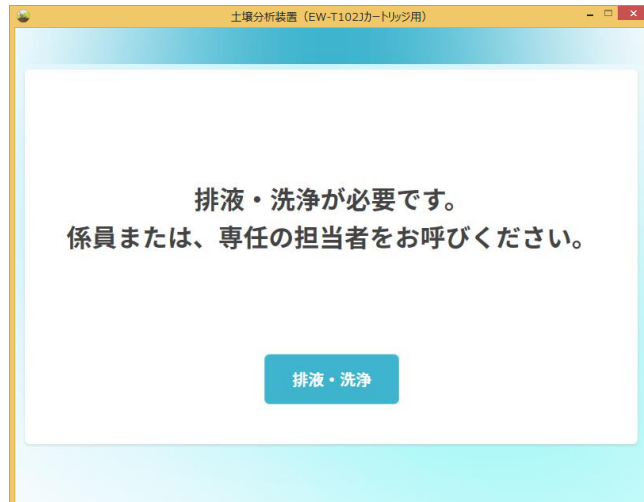 土壌分析装置（EW-T102Jカートリッジ用）
排液・洗浄が必要です。
係員または、専任の担当者をお呼びください。
排液・洗浄